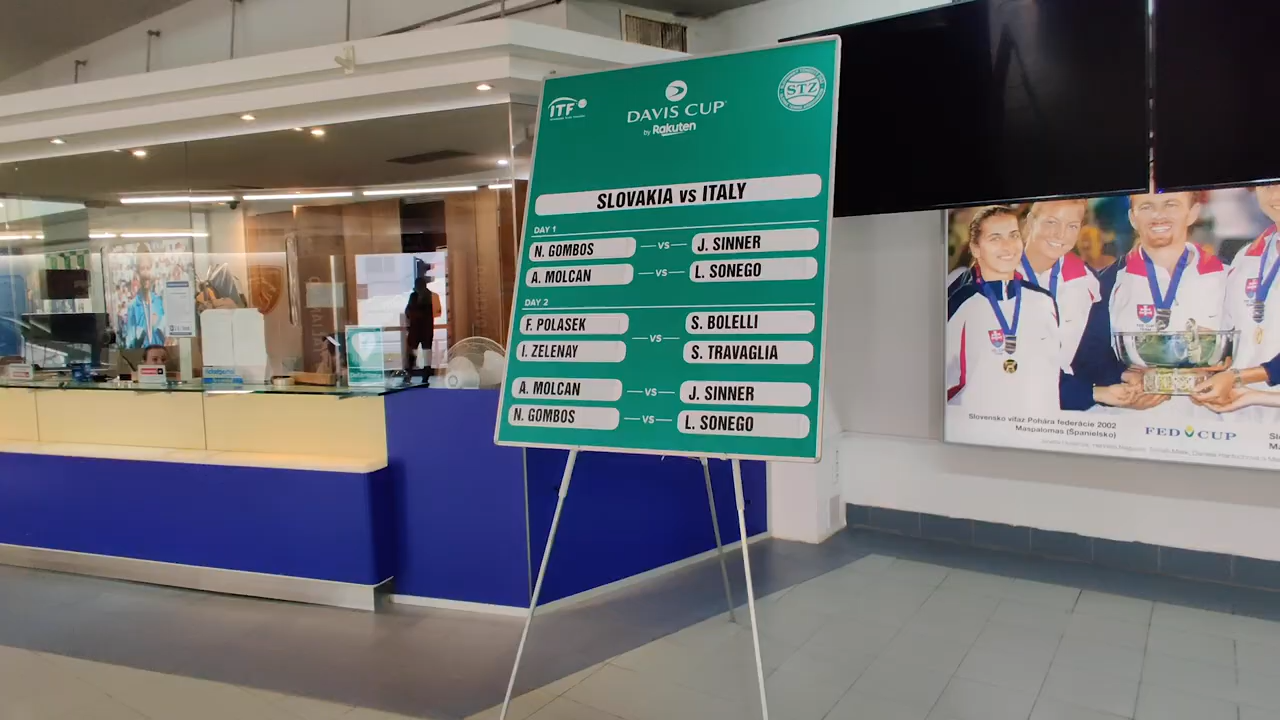 ITF
DAVIS CUP
by Rakuten
STZ
SLOVAKIA vs ITALY
DAY 1
N. GOMBOS — VS — J. SINNER
A. MOLCAN — VS — L. SONEGO
DAY 2
F. POLASEK
I. ZELENAY
— VS —
S. BOLELLI
S. TRAVAGLIA
A. MOLCAN — VS — J. SINNER
N. GOMBOS — VS — L. SONEGO
Slovensko víťaz Pohára federácie 2002
Maspalomas (Španielsko)
FED CUP